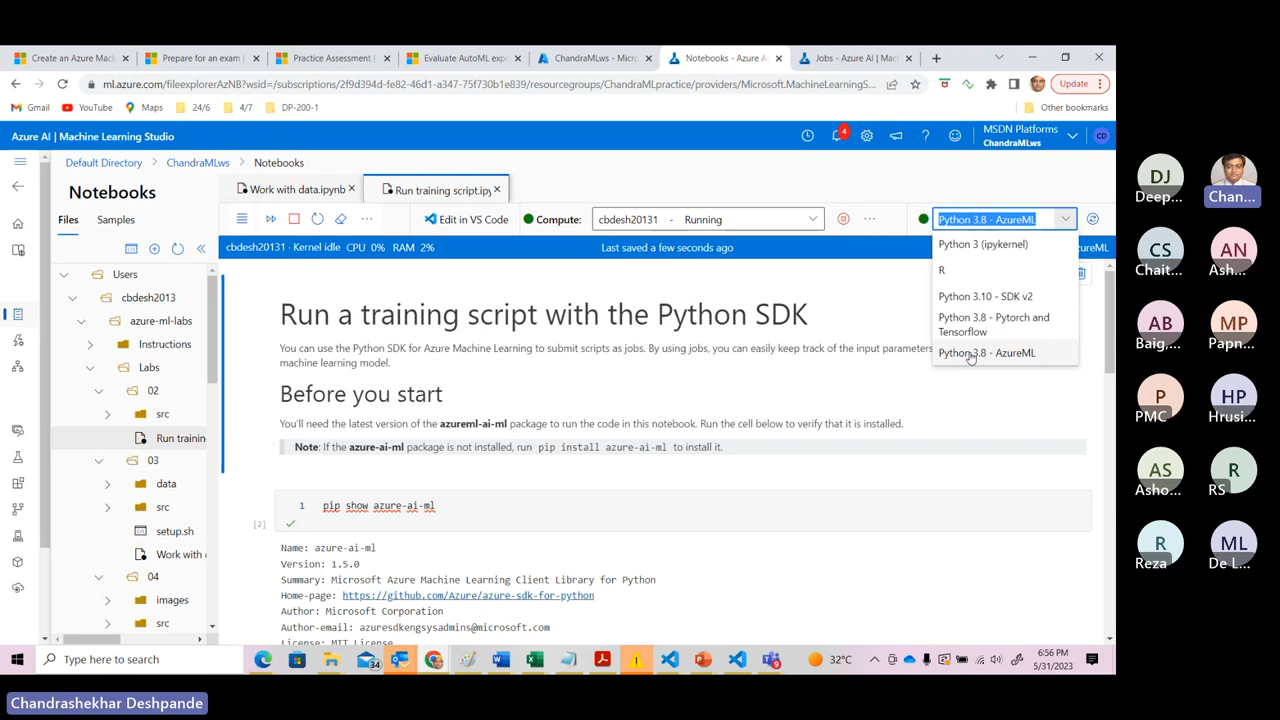 Create an Azure Macl
Prepare for an exam |
Practice Assessment |
Evaluate AutoML exp
ChandraMLws - Micros
Notebooks - Azure AI
Jobs - Azure AI | Mac
ml.azure.com/fileexplorerAzNB?wsid=/subscriptions/2f9d394d-fe82-46d1-a347-75f730b1e839/resourcegroups/ChandraMLpractice/providers/Microsoft.MachineLearningS...
Update
Gmail
YouTube
Maps
24/6
4/7
DP-200-1
Other bookmarks
Azure AI | Machine Learning Studio
4
MSDN Platforms
ChandraMLws
CD
Default Directory
ChandraMLws
Notebooks
Notebooks
Work with data.ipynb
Run training script.ipy
Files
Samples
Edit in VS Code
Compute:
cbdesh20131 - Running
Python 3.8 - AzureML
cbdesh20131 · Kernel idle CPU 0% RAM 2%
Last saved a few seconds ago
ureML
Python 3 (ipykernel)
R
Python 3.10 - SDK v2
Python 3.8 - Pytorch and
Tensorflow
Python 3.8 - AzureML
Users
cbdesh2013
azure-ml-labs
Instructions
Labs
02
src
Run trainin
03
data
src
setup.sh
Work with d
04
images
src
Run a training script with the Python SDK
You can use the Python SDK for Azure Machine Learning to submit scripts as jobs. By using jobs, you can easily keep track of the input parameters
machine learning model.
Before you start
You'll need the latest version of the azureml-ai-ml package to run the code in this notebook. Run the cell below to verify that it is installed.
Note: If the azure-ai-ml package is not installed, run pip install azure-ai-ml to install it.
1 pip show azure-ai-ml
[2]
Name: azure-ai-ml
Version: 1.5.0
Summary: Microsoft Azure Machine Learning Client Library for Python
Home-page: https://github.com/Azure/azure-sdk-for-python
Author: Microsoft Corporation
Author-email: azuresdkengsysadmins@microsoft.com
License: MIT License
Type here to search
34
9
32°C
6:56 PM
5/31/2023
DJ
Deep...
Chan...
CS
Chait...
AN
Ash...
AB
Baig,...
MP
Papn...
P
PMC
HP
Hrusi...
AS
Asho...
R
RS
R
Reza
ML
De L...
Chandrashekhar Deshpande